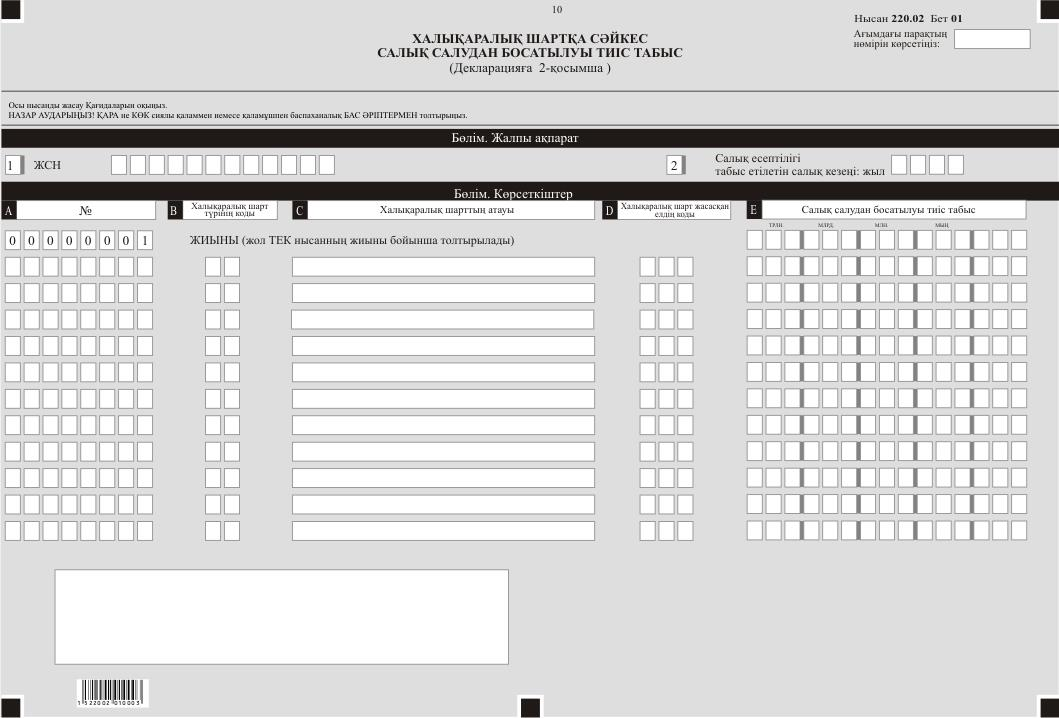 10
Нысан 220.02 Бет 01
Ағымдағы парақтың
нөмірін көрсетіңіз:
ХАЛЫҚАРАЛЫҚ ШАРТҚА СӘЙКЕС
САЛЫҚ САЛУДАН БОСАТЫЛУЫ ТИІС ТАБЫС
(Декларацияға 2-қосымша )
Осы нысанды жасау Қағидаларын оқыңыз.
НАЗАР АУДАРЫҢЫЗ! ҚАРА не КӨК сиялы қаламмен немесе қаламұшпен баспаханалық БАС ӘРІПТЕРМЕН толтырыңыз.
Бөлім. Жалпы ақпарат
1 ЖСН
2 Салық есептілігі
табыс етілетін салық кезеңі: жыл
Бөлім. Көрсеткіштер
A №
B Халықаралық шарт
түрінің коды
C Халықаралық шарттың атауы
D Халықаралық шарт жасасқан
елдің коды
E Салық салудан босатылуы тиіс табыс
ТРЛН. МЛРД. МЛН. МЫҢ
0 0 0 0 0 0 0 1 ЖИЫНЫ (жол ТЕК нысанның жиыны бойынша толтырылады)
1 522002 010003